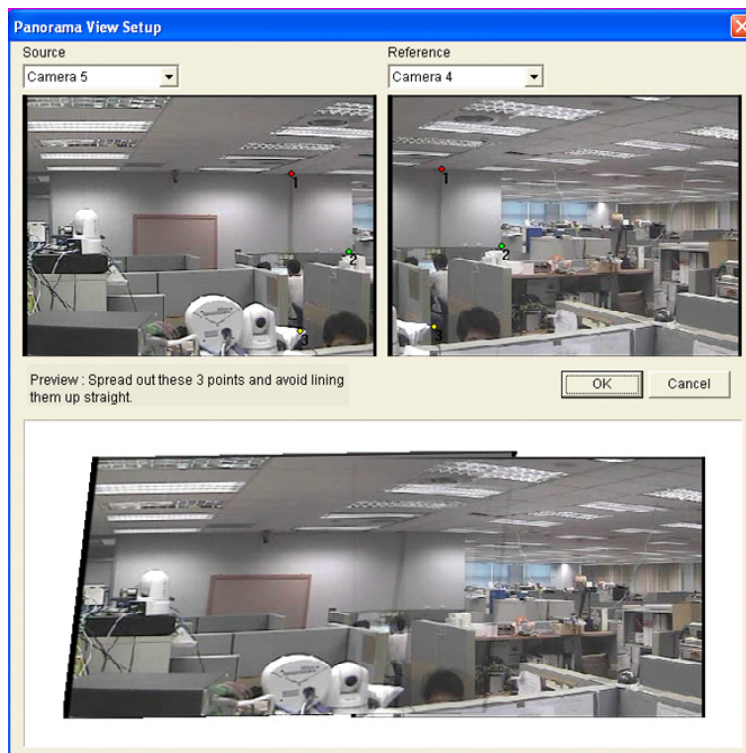 Panorama View Setup
Source
Reference
Camera 5
Camera 4
1
2
3
1
2
3
Preview : Spread out these 3 points and avoid lining
them up straight.
OK
Cancel